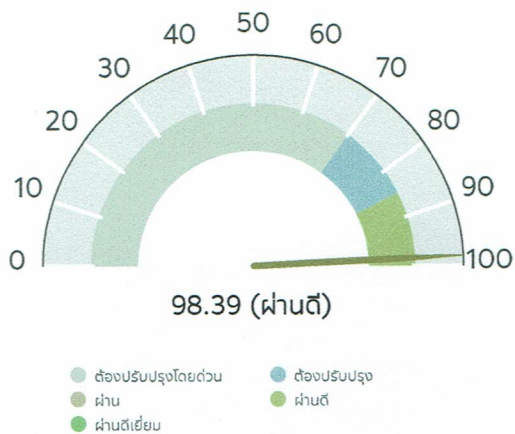 50
40 60
30 70
20 80
10 90
0 100
98.39 (ผ่านดี)
ต้องปรับปรุงโดยด่วน ต้องปรับปรุง
ผ่าน ผ่านดี
ผ่านดีเยี่ยม